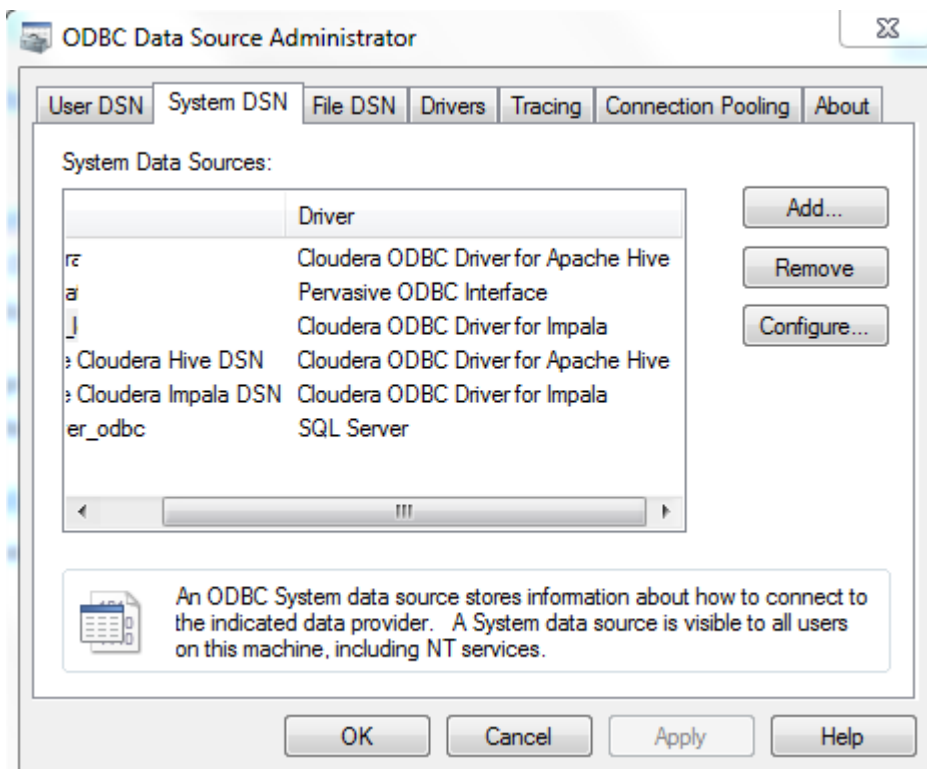 ODBC Data Source Administrator
User DSN System DSN File DSN Drivers Tracing Connection Pooling About
System Data Sources:
Driver
Cloudera ODBC Driver for Apache Hive
Pervasive ODBC Interface
Cloudera ODBC Driver for Impala
Cloudera Hive DSN Cloudera ODBC Driver for Apache Hive
Cloudera Impala DSN Cloudera ODBC Driver for Impala
er_odbc SQL Server
Add...
Remove
Configure...
An ODBC System data source stores information about how to connect to
the indicated data provider. A System data source is visible to all users
on this machine, including NT services.
OK Cancel Apply Help